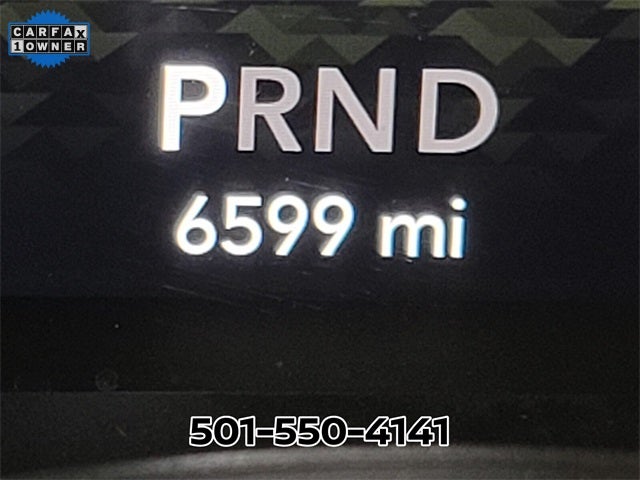 CARFAX
1 OWNER
PRND
6599 mi
501-550-4141